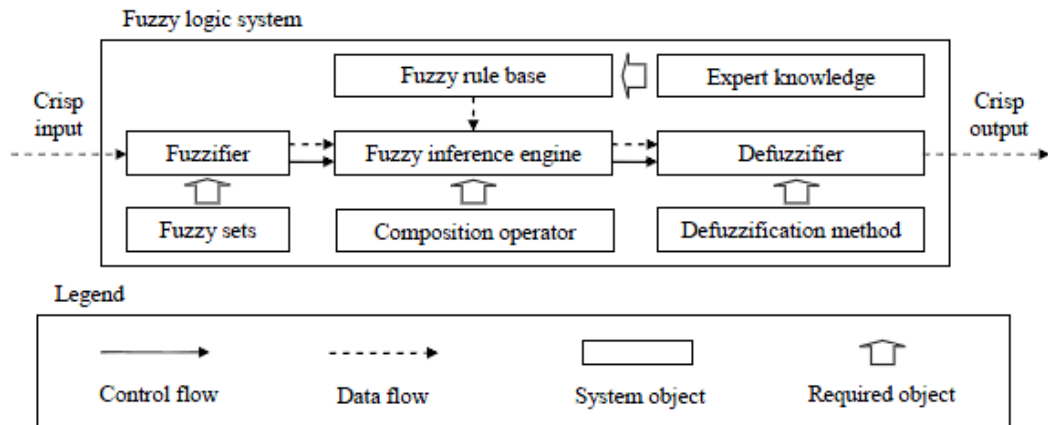 Fuzzy logic system
Fuzzy rule base
Expert knowledge
Crisp
input
Crisp
output
Fuzzifier
Fuzzy inference engine
Defuzzifier
Fuzzy sets
Composition operator
Defuzzification method
Legend
Control flow
Data flow
System object
Required object